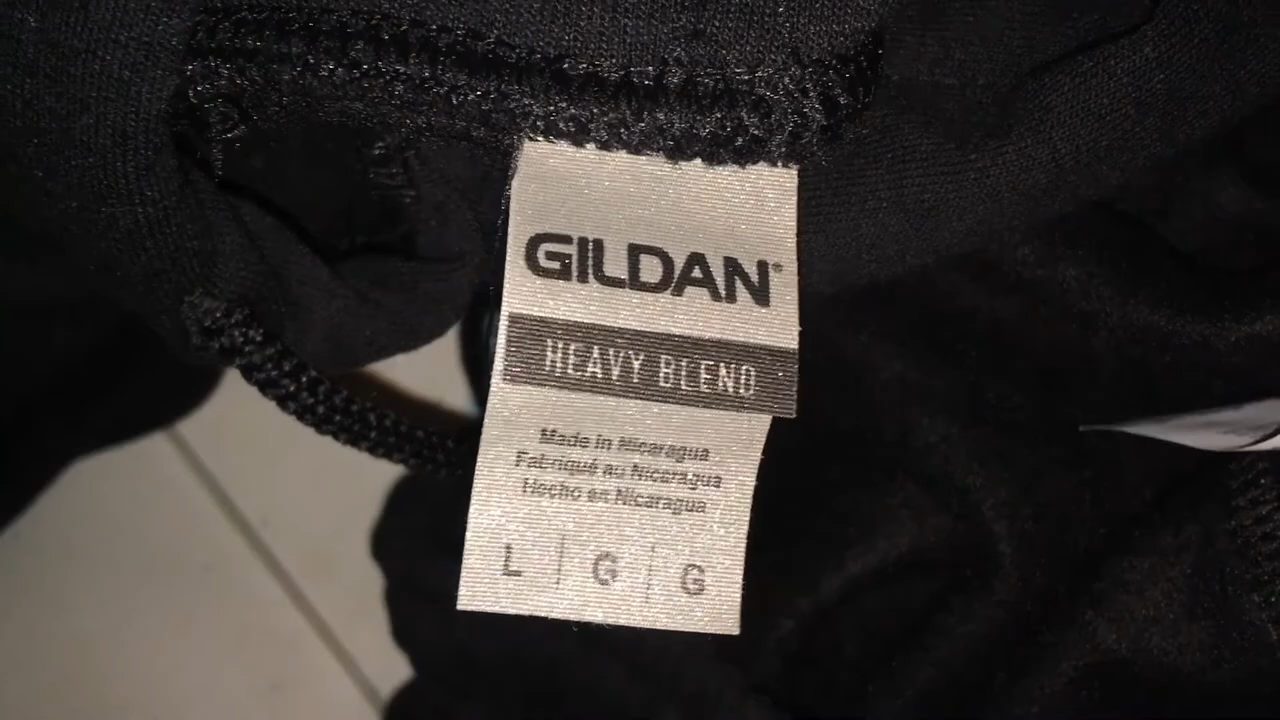 GILDAN®
HEAVY BLEND
Made in Nicaragua
Fabriqué au Nicaragua
Hecho en Nicaragua
L | G | G